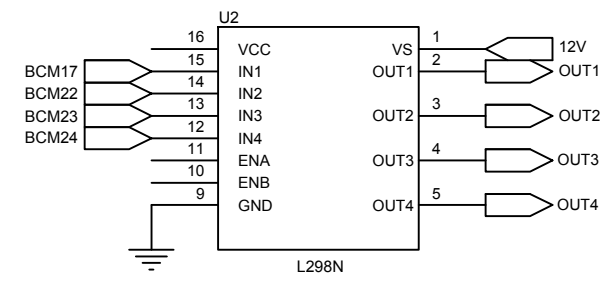 U2
16 VCC VS 1 12V
BCM17 15 IN1 OUT1 2 OUT1
BCM22 14 IN2
BCM23 13 IN3 OUT2 3 OUT2
BCM24 12 IN4
11 ENA OUT3 4 OUT3
10 ENB
9 GND OUT4 5 OUT4
L298N